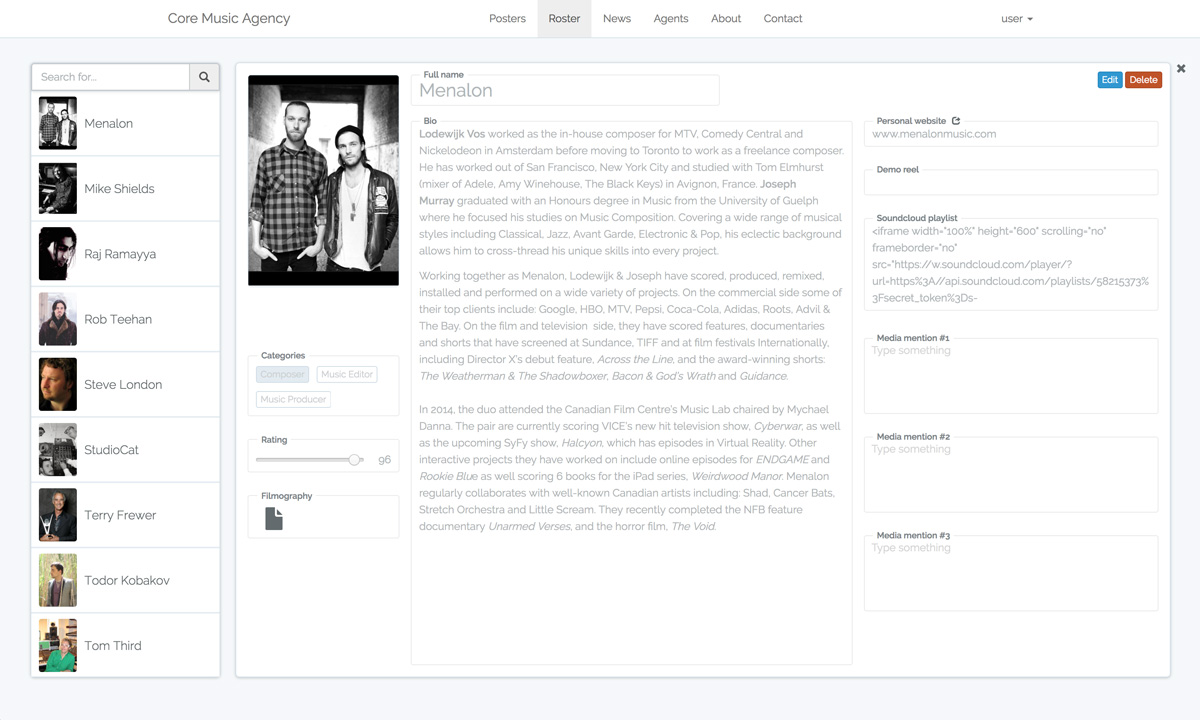 Core Music Agency
Posters
Roster
News
Agents
About
Contact
user
Search for...
Menalon
Mike Shields
Raj Ramayya
Rob Teehan
Steve London
StudioCat
Terry Frewer
Todor Kobakov
Tom Third
Categories
Composer
Music Editor
Music Producer
Rating
96
Filmography
Full name
Menalon
Bio
Lodewijk Vos worked as the in-house composer for MTV, Comedy Central and
Nickelodeon in Amsterdam before moving to Toronto to work as a freelance composer.
He has worked out of San Francisco, New York City and studied with Tom Elmhurst
(mixer of Adele, Amy Winehouse, The Black Keys) in Avignon, France. Joseph
Murray graduated with an Honours degree in Music from the University of Guelph
where he focused his studies on Music Composition. Covering a wide range of musical
styles including Classical, Jazz, Avant Garde, Electronic & Pop, his eclectic background
allows him to cross-thread his unique skills into every project.
Working together as Menalon, Lodewijk & Joseph have scored, produced, remixed,
installed and performed on a wide variety of projects. On the commercial side some of
their top clients include: Google, HBO, MTV, Pepsi, Coca-Cola, Adidas, Roots, Advil &
The Bay. On the film and television side, they have scored features, documentaries
and shorts that have screened at Sundance, TIFF and at film festivals Internationally,
including Director X's debut feature, Across the Line, and the award-winning shorts:
The Weatherman & The Shadowboxer, Bacon & God's Wrath and Guidance.
In 2014, the duo attended the Canadian Film Centre's Music Lab chaired by Mychael
Danna. The pair are currently scoring VICE's new hit television show, Cyberwar, as well
as the upcoming SyFy show, Halcyon, which has episodes in Virtual Reality. Other
interactive projects they have worked on include online episodes for ENDGAME and
Rookie Blue as well scoring 6 books for the iPad series, Weirdwood Manor. Menalon
regularly collaborates with well-known Canadian artists including: Shad, Cancer Bats,
Stretch Orchestra and Little Scream. They recently completed the NFB feature
documentary Unarmed Verses, and the horror film, The Void.
Edit
Delete
Personal website
www.menalonmusic.com
Demo reel
Soundcloud playlist
<iframe width="100%" height="600" scrolling="no"
frameborder="no"
src="https://w.soundcloud.com/player/?
url=https%3A//api.soundcloud.com/playlists/58215373%
3Fsecret_token%3Ds-
Media mention #1
Type something
Media mention #2
Type something
Media mention #3
Type something